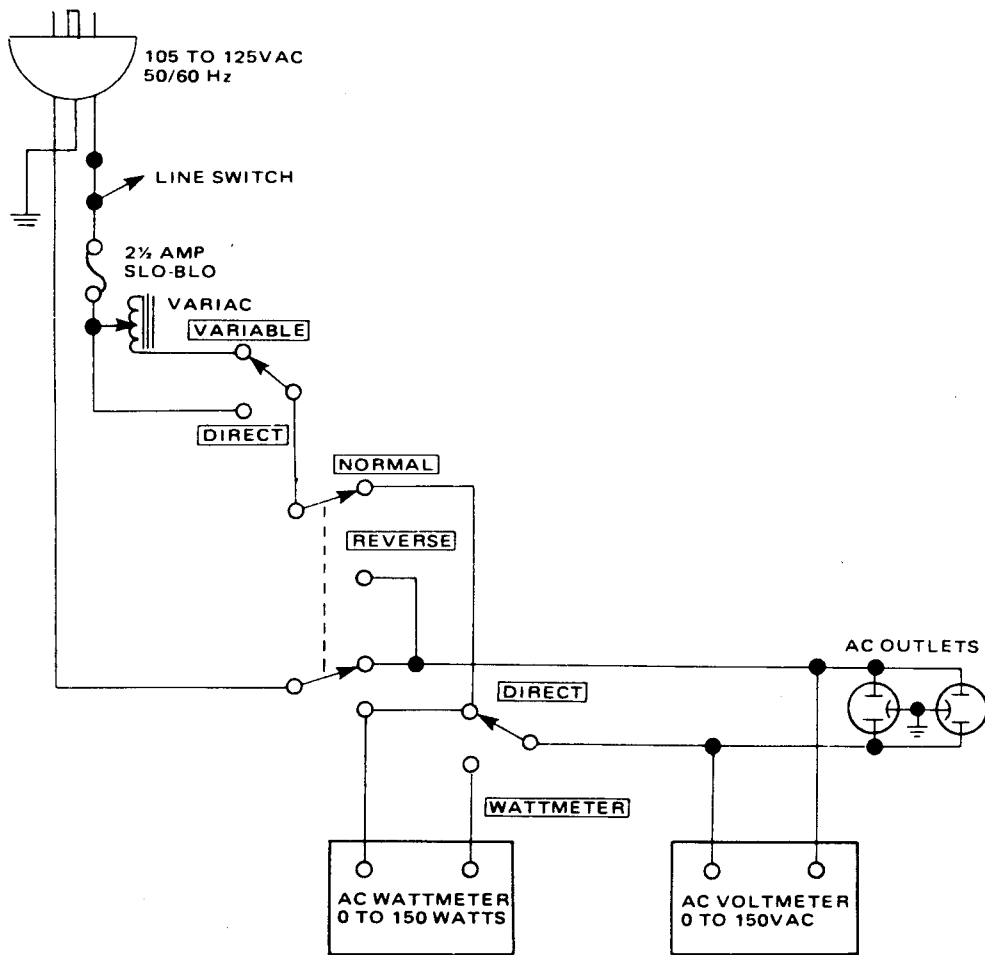 105 TO 125VAC
50/60 Hz
LINE SWITCH
2½ AMP
SLO-BLO
VARIAC
VARIABLE
DIRECT
NORMAL
REVERSE
AC OUTLETS
DIRECT
WATTMETER
AC WATTMETER
0 TO 150 WATTS
AC VOLTMETER
0 TO 150VAC